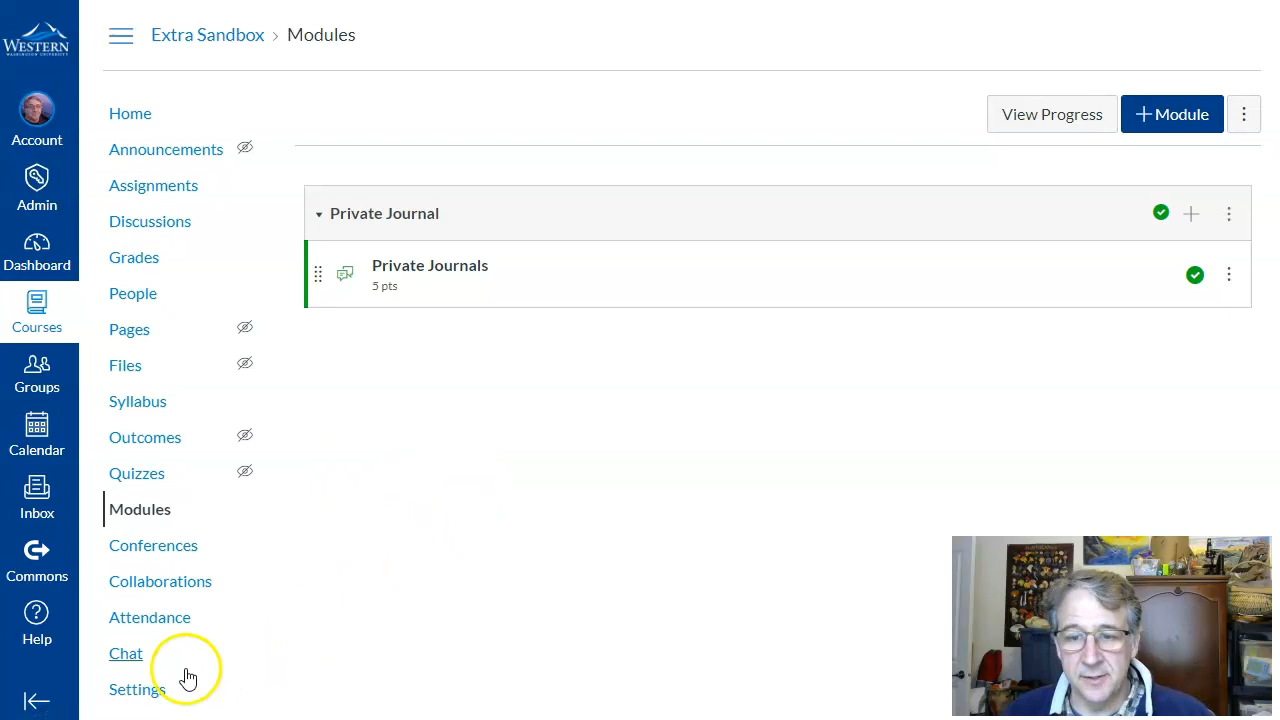 WESTERN
WASHINGTON UNIVERSITY
Account
Admin
Dashboard
Courses
Groups
Calendar
Inbox
Commons
Help
Extra Sandbox › Modules
Home
Announcements
Assignments
Discussions
Grades
People
Pages
Files
Syllabus
Outcomes
Quizzes
Modules
Conferences
Collaborations
Attendance
Chat
Settings
View Progress
+ Module
Private Journal
Private Journals
5 pts